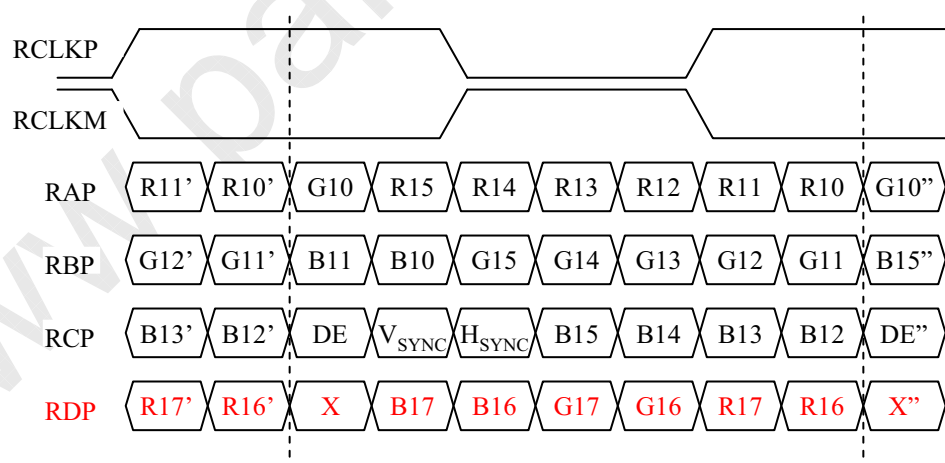 RCLKP
RCLKM
RAP R11’ R10’ G10 R15 R14 R13 R12 R11 R10 G10”
RBP G12’ G11’ B11 B10 G15 G14 G13 G12 G11 B15”
RCP B13’ B12’ DE VSYNC HSYNC B15 B14 B13 B12 DE”
RDP R17’ R16’ X B17 B16 G17 G16 R17 R16 X”